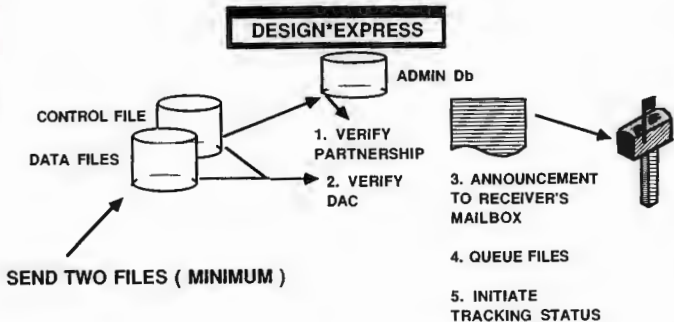 DESIGN*EXPRESS
ADMIN Db
CONTROL FILE
DATA FILES
1. VERIFY
PARTNERSHIP
2. VERIFY
DAC
3. ANNOUNCEMENT
TO RECEIVER'S
MAILBOX
4. QUEUE FILES
5. INITIATE
TRACKING STATUS
SEND TWO FILES ( MINIMUM )